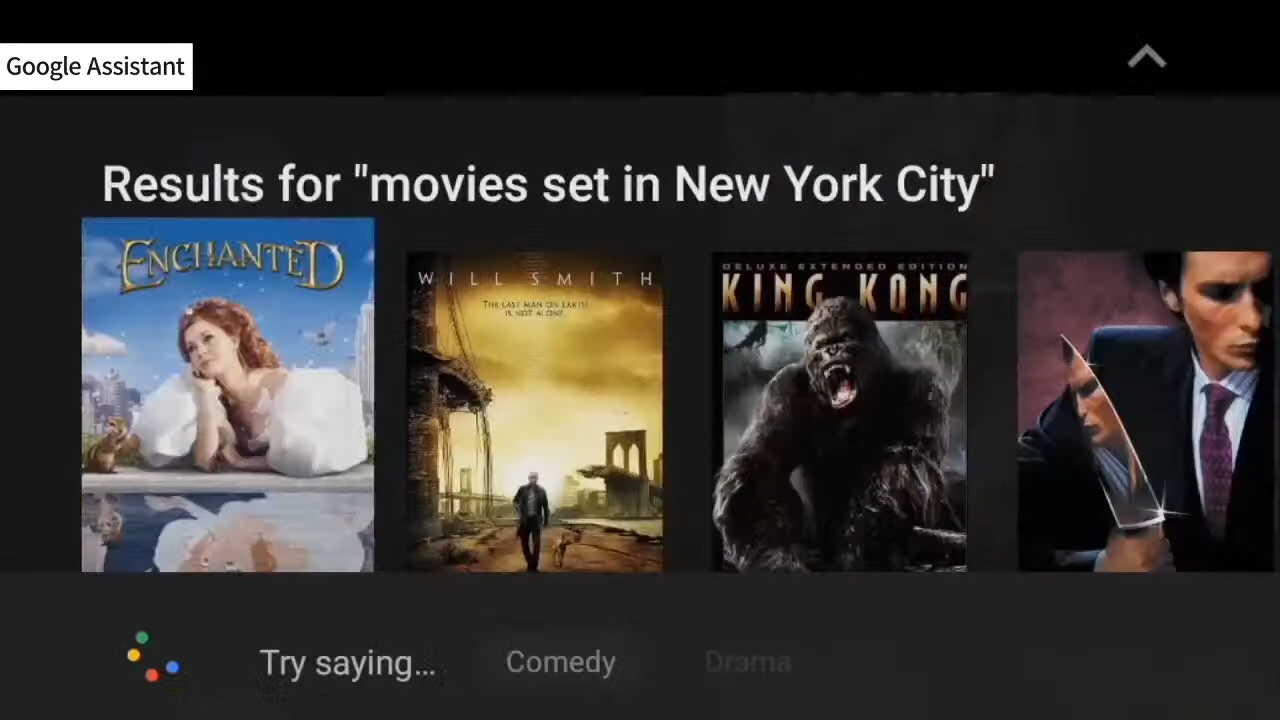 Google Assistant
Results for "movies set in New York City"
ENCHANTED
WILL SMITH
THE LAST MAN ON EARTH
IS NOT ALONE.
DELUXE EXTENDED EDITION
KING KONG
Try saying... Comedy Drama